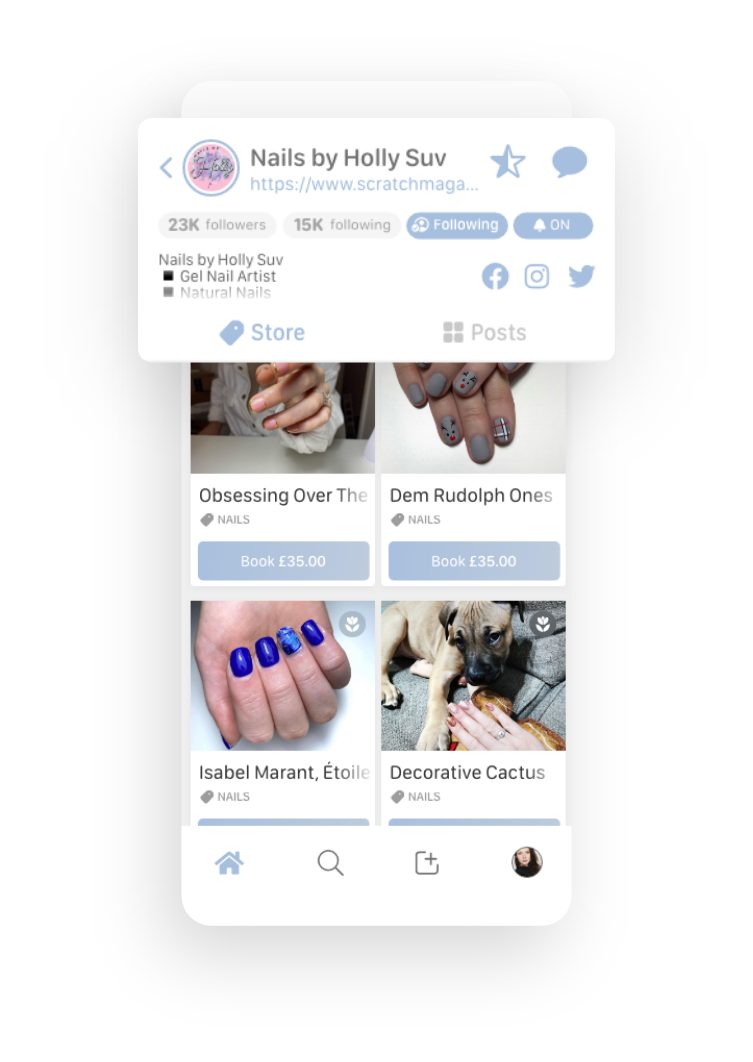 Nails by Holly Suv
https://www.scratchmaga...
23K followers
15K following
Following
ON
Nails by Holly Suv
Gel Nail Artist
Natural Nails
Store
Posts
Obsessing Over The
NAILS
Book £35.00
Dem Rudolph Ones
NAILS
Book £35.00
Isabel Marant, Étoile
NAILS
Decorative Cactus
NAILS